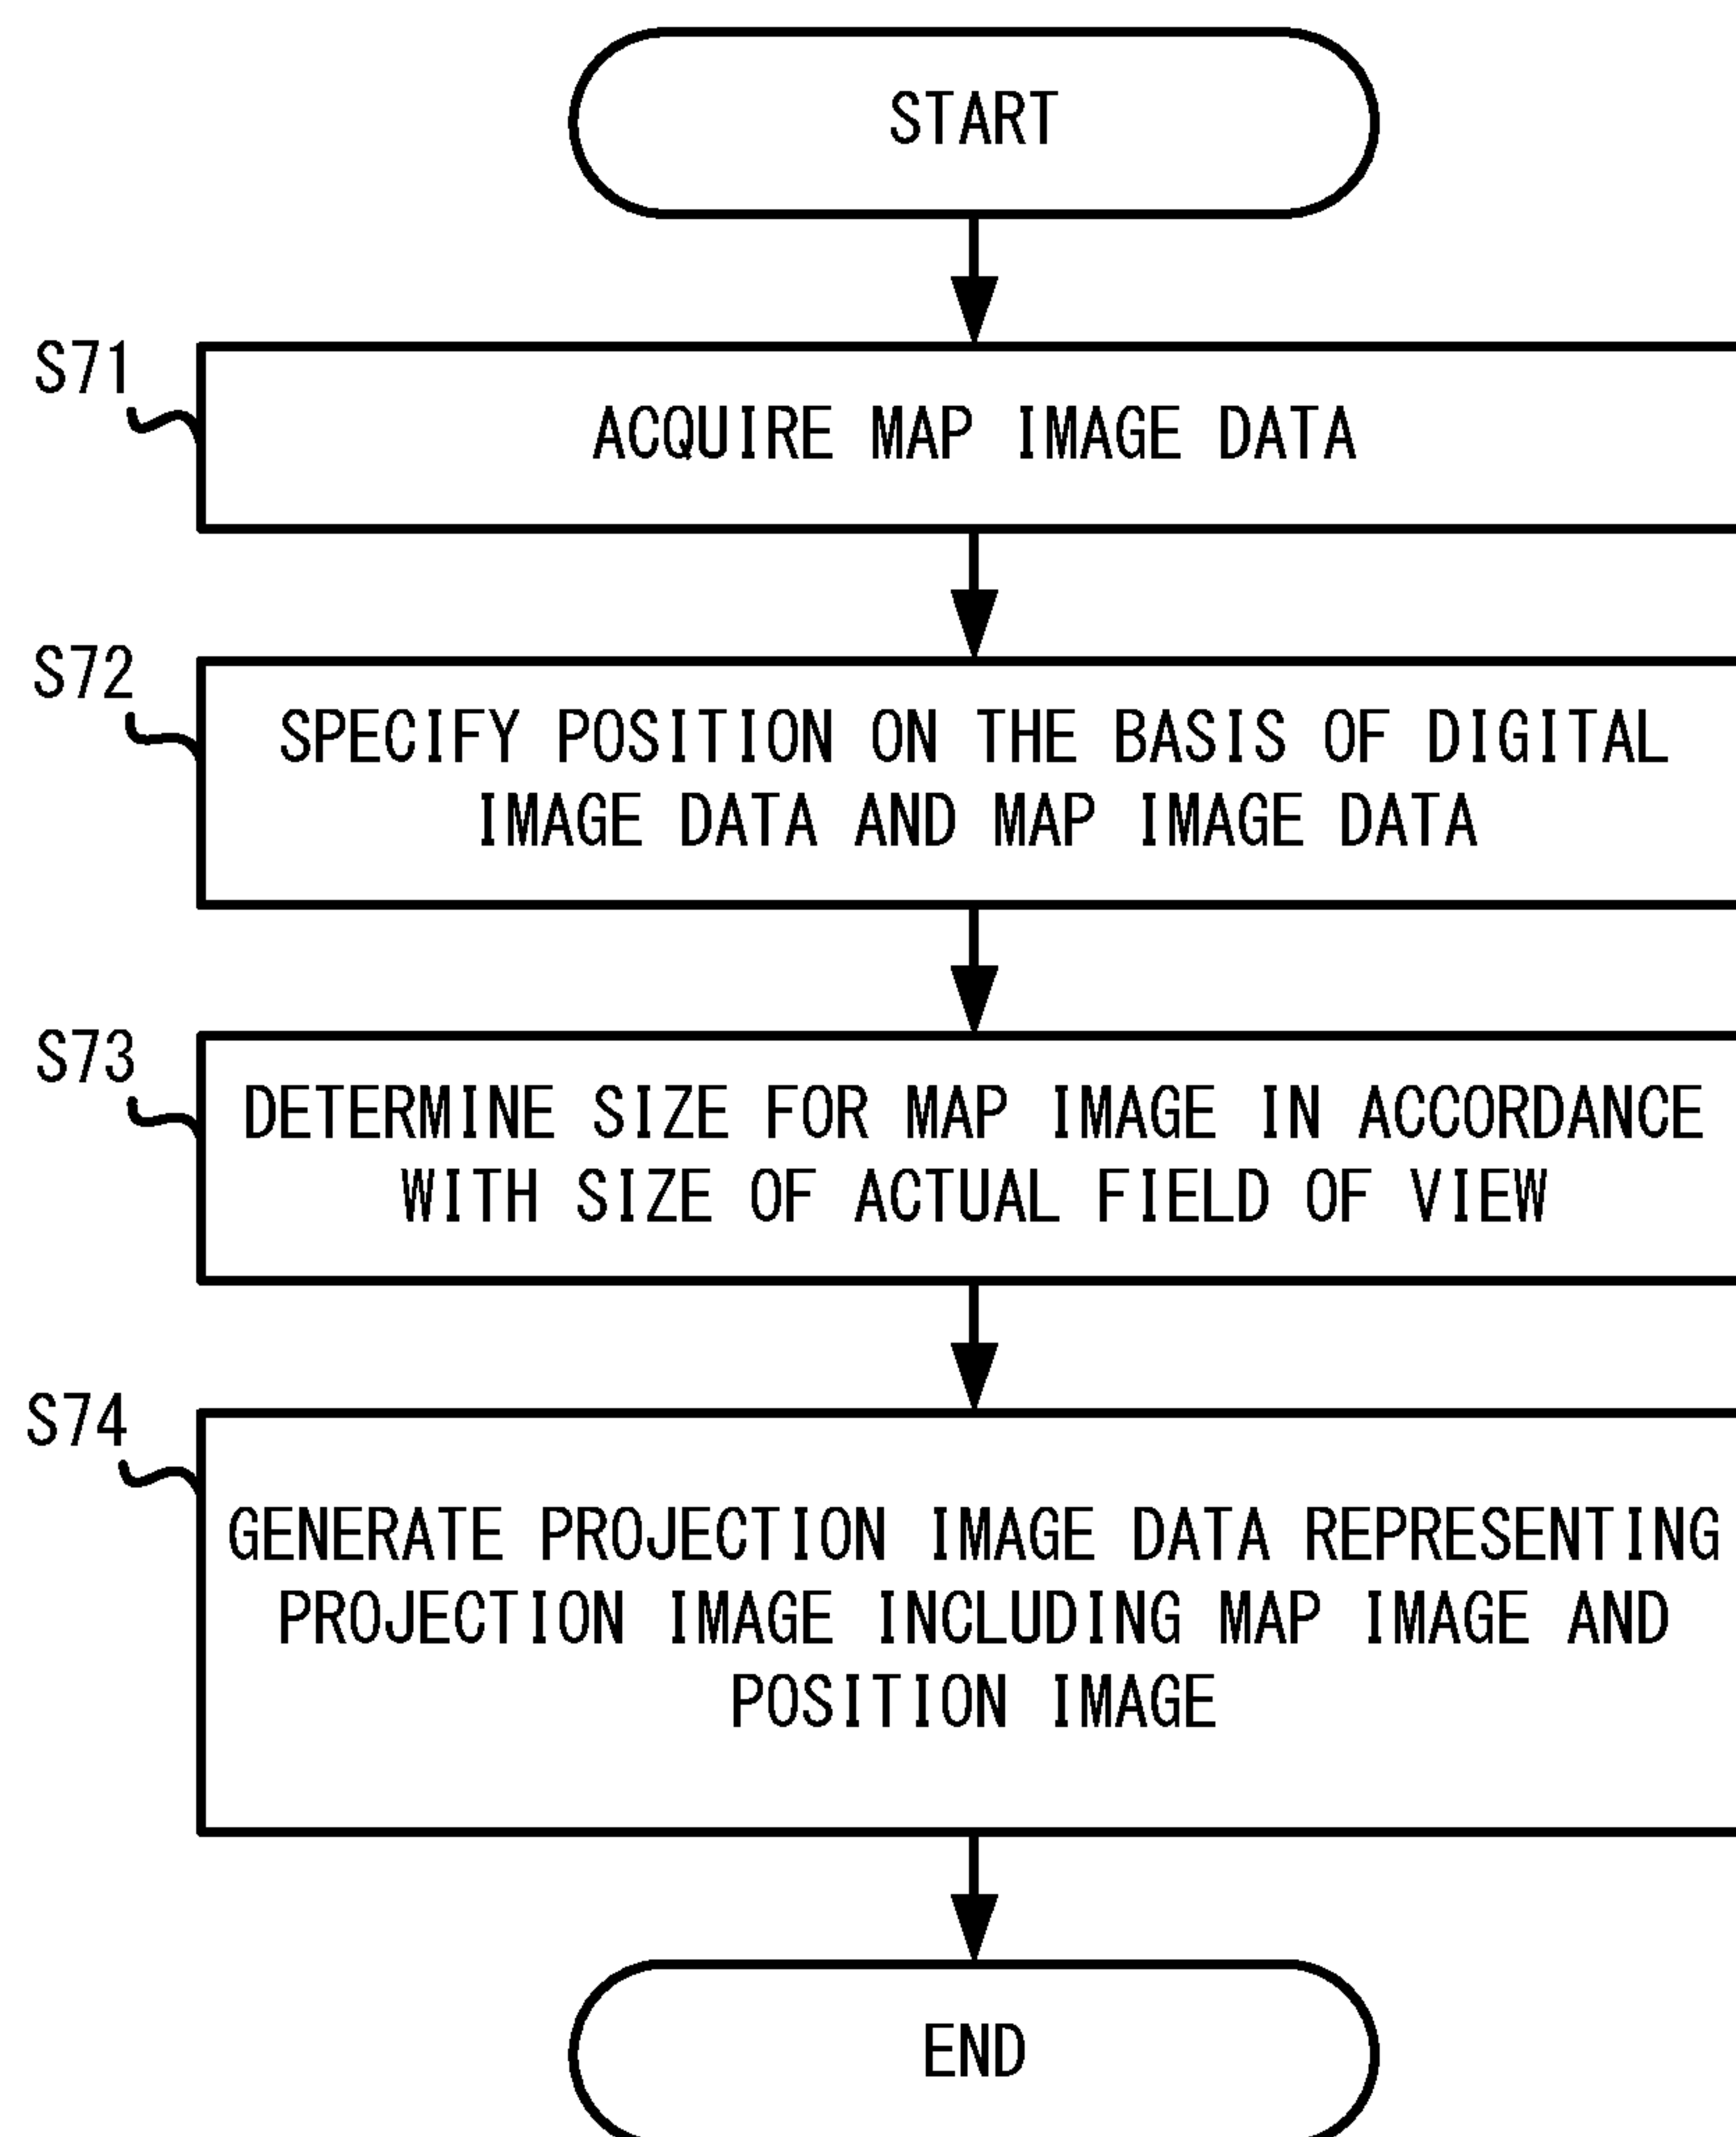 START
S71
ACQUIRE MAP IMAGE DATA
S72
SPECIFY POSITION ON THE BASIS OF DIGITAL
IMAGE DATA AND MAP IMAGE DATA
S73
DETERMINE SIZE FOR MAP IMAGE IN ACCORDANCE
WITH SIZE OF ACTUAL FIELD OF VIEW
S74
GENERATE PROJECTION IMAGE DATA REPRESENTING
PROJECTION IMAGE INCLUDING MAP IMAGE AND
POSITION IMAGE
END